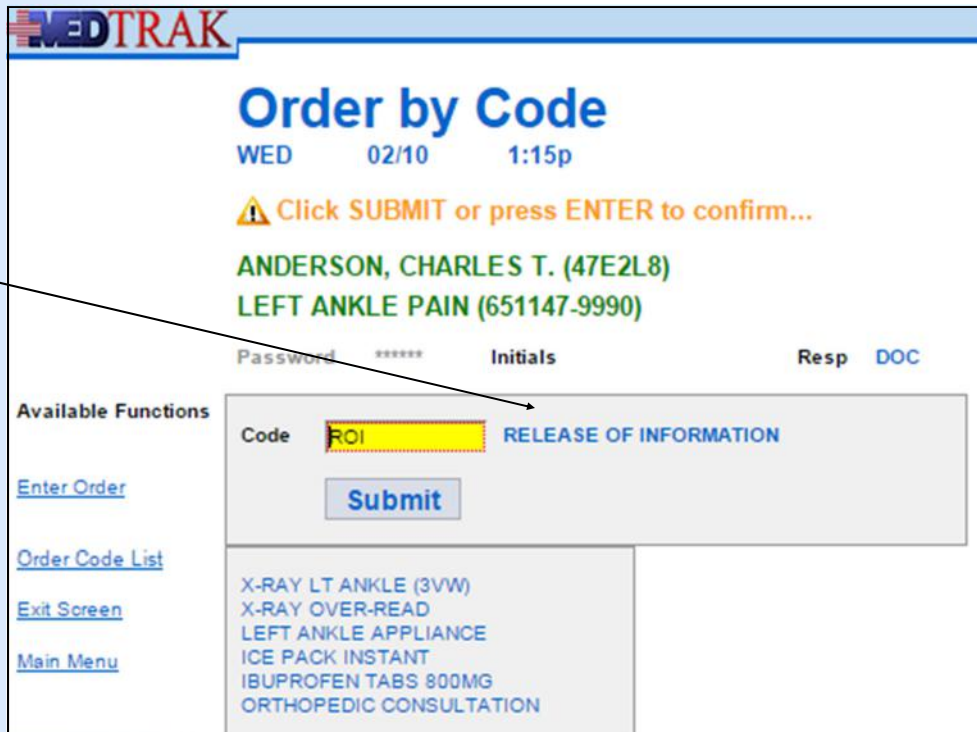 MEDTRAK
Order by Code
WED 02/10 1:15p
Click SUBMIT or press ENTER to confirm...
ANDERSON, CHARLES T. (47E2L8)
LEFT ANKLE PAIN (651147-9990)
Password ****** Initials Resp DOC
Available Functions
Code ROI RELEASE OF INFORMATION
Enter Order
Submit
Order Code List
Exit Screen
Main Menu
X-RAY LT ANKLE (3VW)
X-RAY OVER-READ
LEFT ANKLE APPLIANCE
ICE PACK INSTANT
IBUPROFEN TABS 800MG
ORTHOPEDIC CONSULTATION